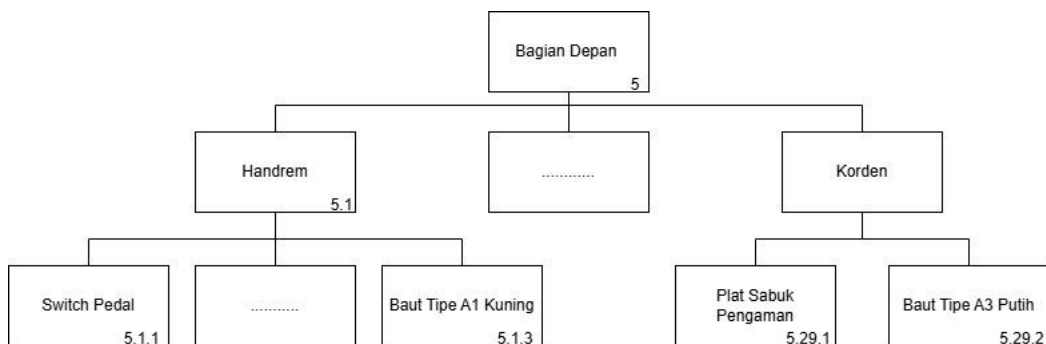 Bagian Depan
5
Handrem
5.1
............
Korden
Switch Pedal
5.1.1
...........
Baut Tipe A1 Kuning
5.1.3
Plat Sabuk
Pengaman
5.29.1
Baut Tipe A3 Putih
5.29.2